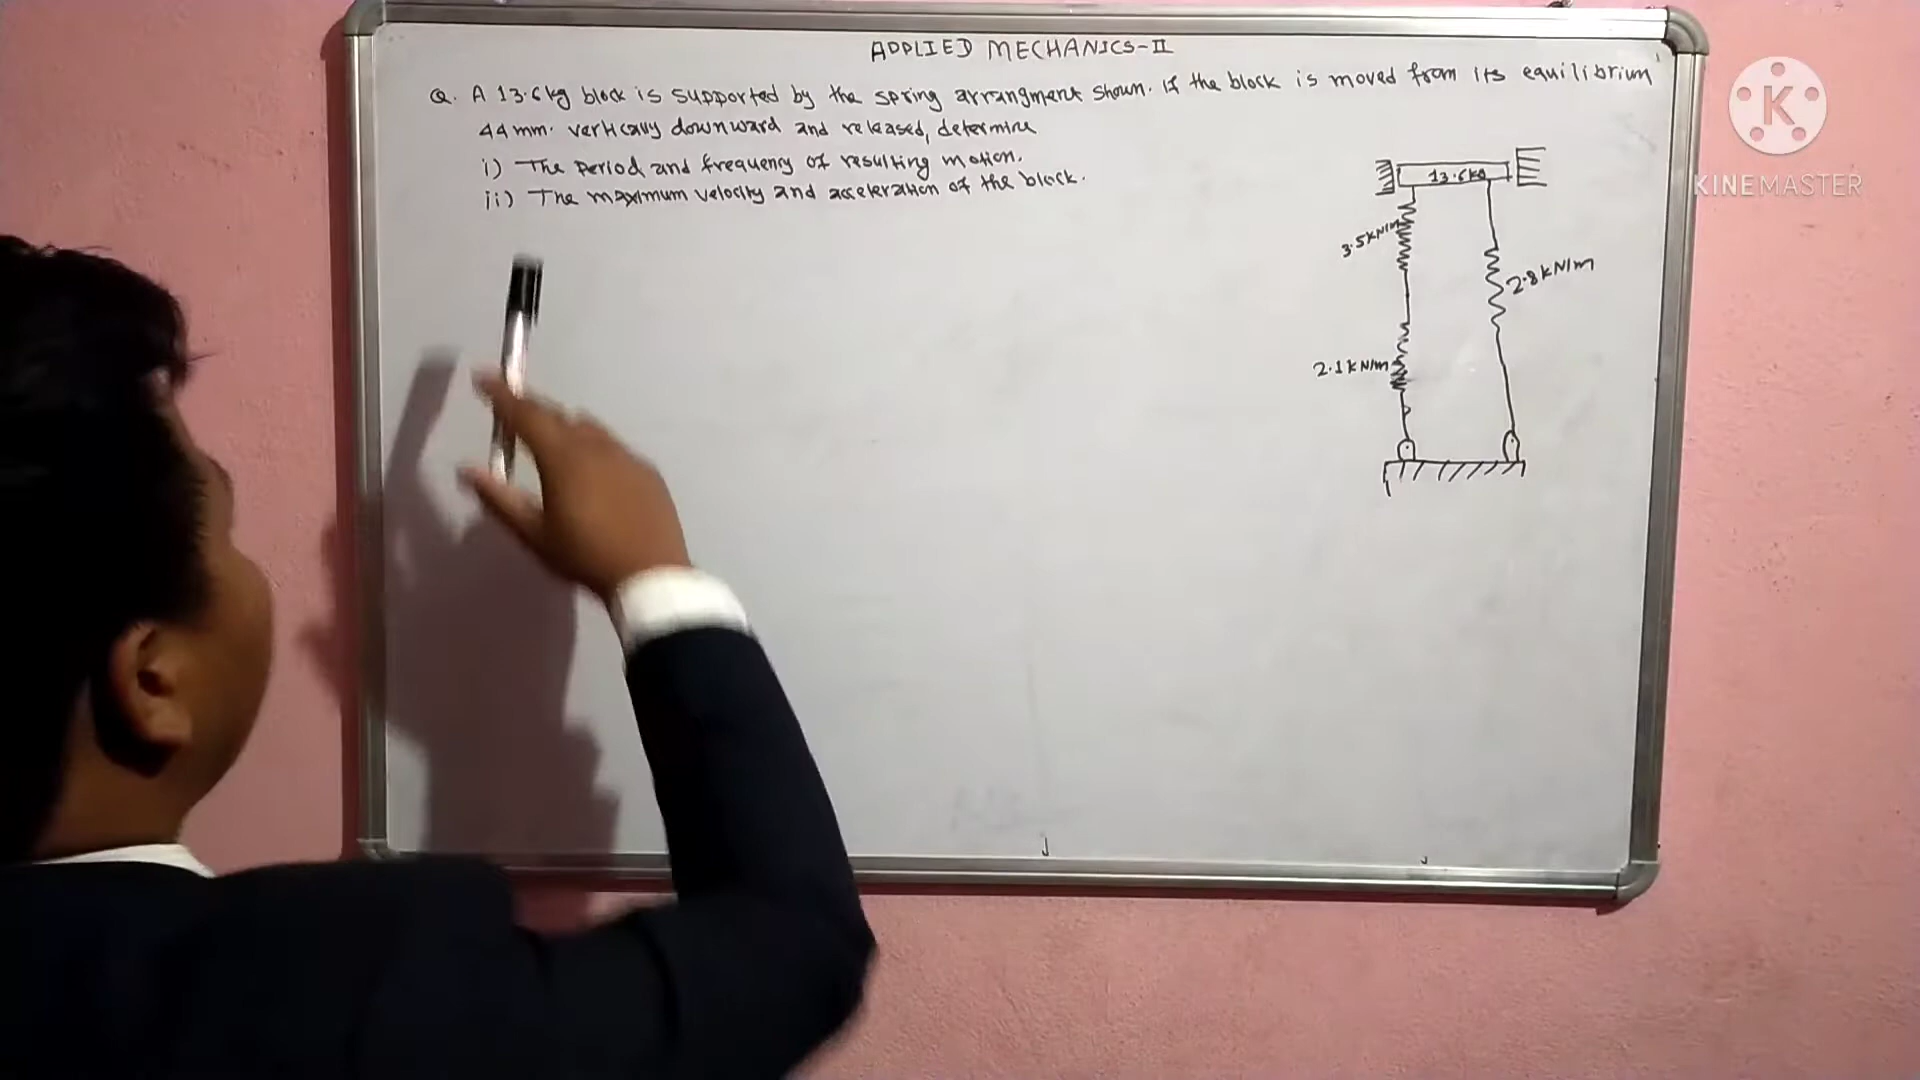 APPLIED MECHANICS-II
Q. A 13.6kg block is supported by the spring arrangment shown. If the block is moved from its equilibrium
44mm. vertically downward and released, determine
i) The Period and frequency of resulting motion.
ii) The maximum velocity and acceleration of the block.
13.6kg
3.5kN/m
2.8kN/m
2.1kN/m
K
KINEMASTER